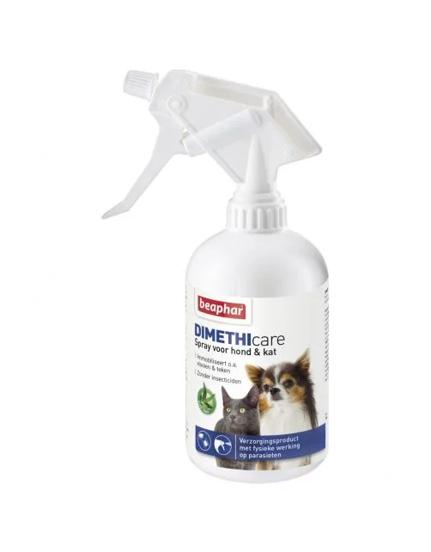 beaphar
DIMETHIcare
Spray voor hond & kat
• Immobiliseert o.a.
vlooien & teken
• Zonder insecticiden
Verzorgingsproduct
met fysieke werking
op parasieten